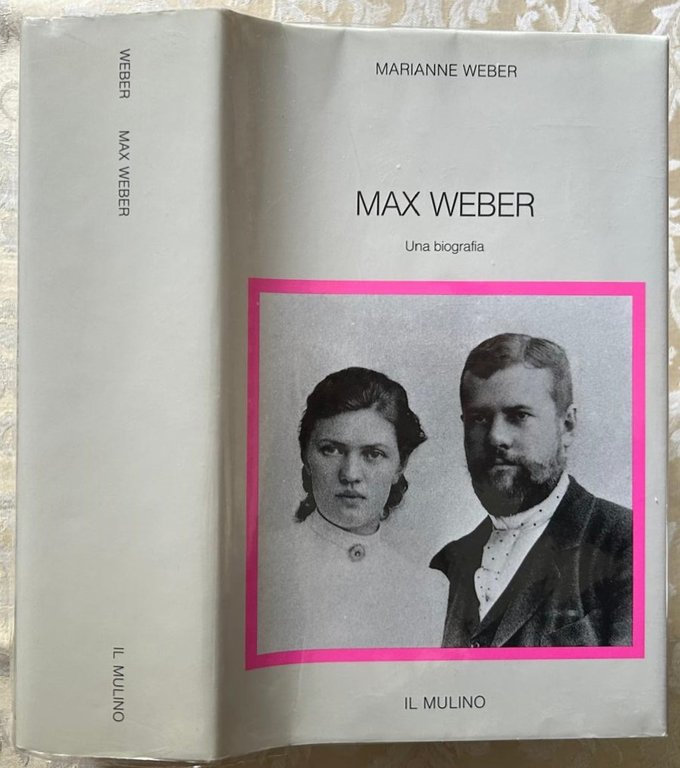 WEBER
MAX WEBER
IL MULINO
MARIANNE WEBER
MAX WEBER
Una biografia
IL MULINO